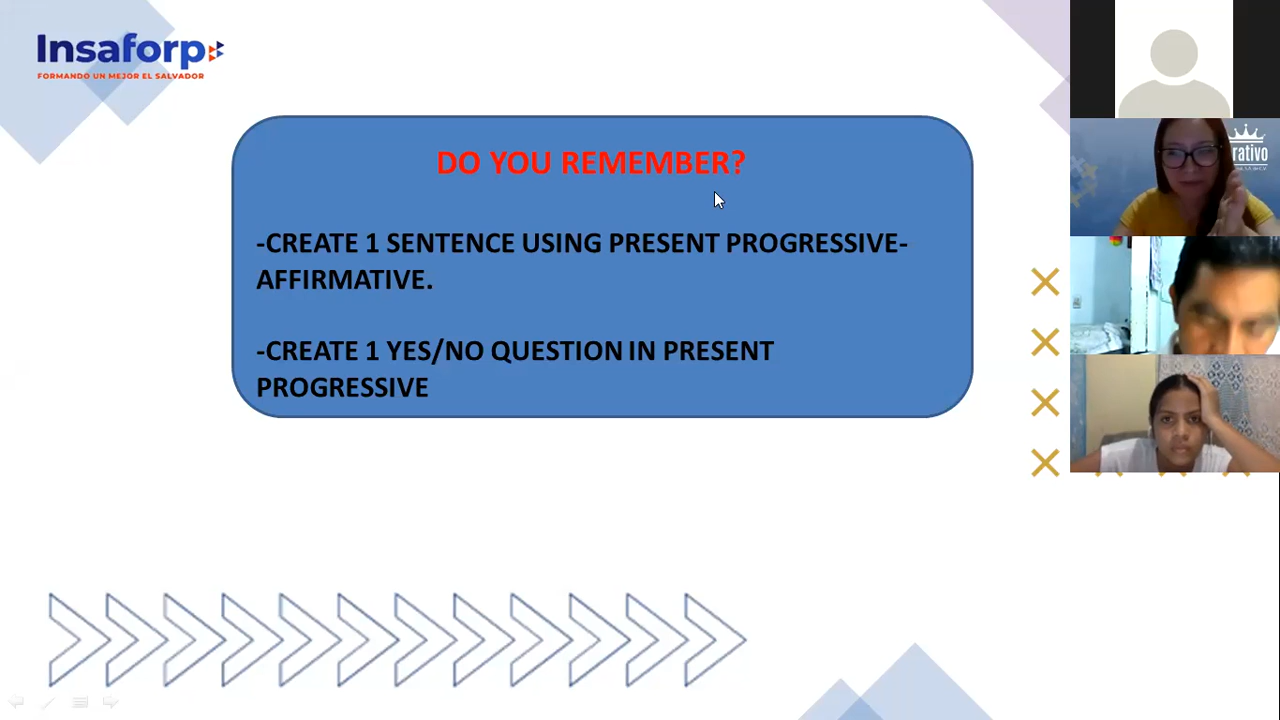 Insaforp
FORMANDO UN MEJOR EL SALVADOR
DO YOU REMEMBER?
-CREATE 1 SENTENCE USING PRESENT PROGRESSIVE-
AFFIRMATIVE.
-CREATE 1 YES/NO QUESTION IN PRESENT
PROGRESSIVE
rativo